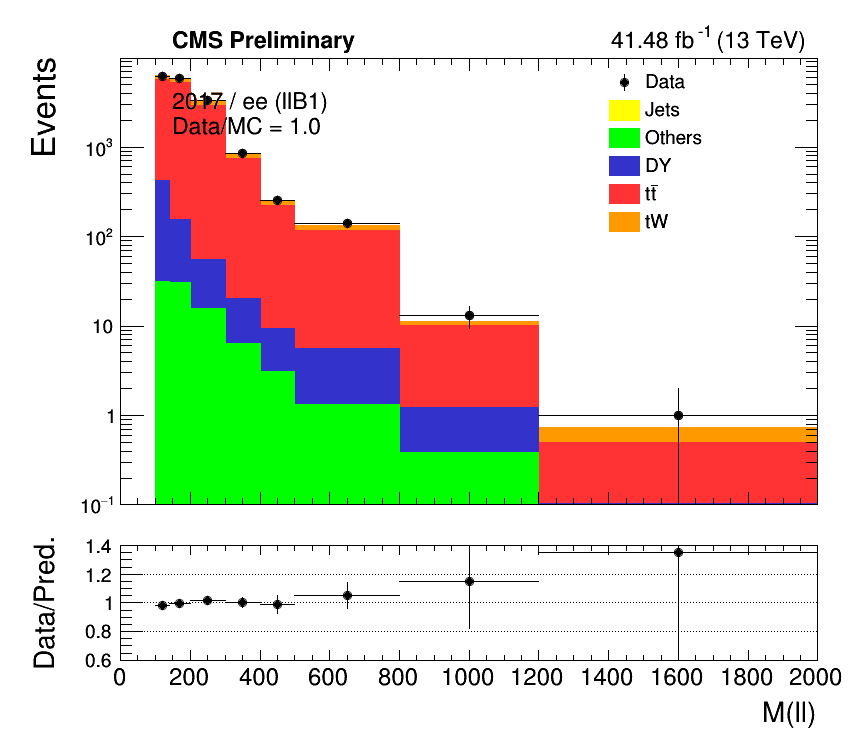 CMS Preliminary
41.48 fb⁻¹ (13 TeV)
Events
2017 / ee (llB1)
Data/MC = 1.0
Data
Jets
Others
DY
tt̄
tW
10³
10²
10
1
10⁻¹
Data/Pred.
1.4
1.2
1
0.8
0.6
0 200 400 600 800 1000 1200 1400 1600 1800 2000
M(ll)